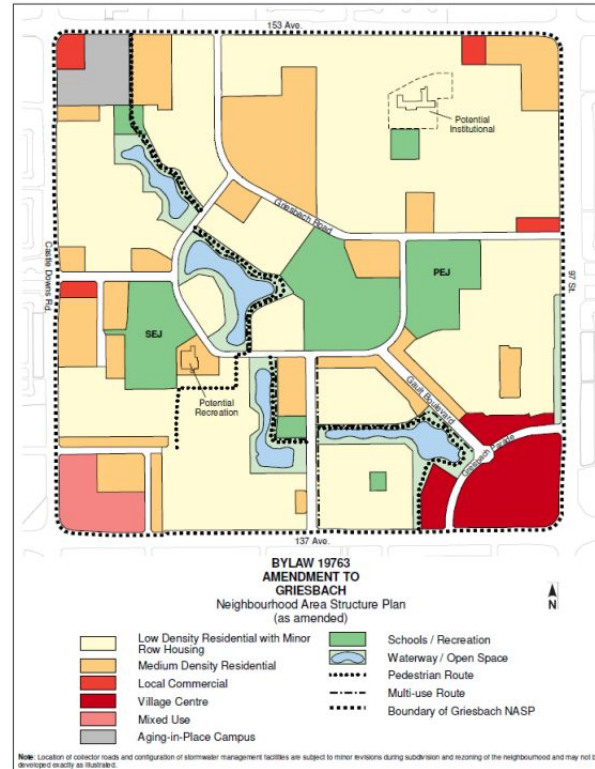 153 Ave.
Potential
Institutional
Griesbach Road
Castle Downs Rd.
97 St.
PEJ
SEJ
Potential
Recreation
Gault Boulevard
Griesbach Parade
137 Ave.
BYLAW 19763
AMENDMENT TO
GRIESBACH
Neighbourhood Area Structure Plan
(as amended)
N
Low Density Residential with Minor
Row Housing
Medium Density Residential
Local Commercial
Village Centre
Mixed Use
Aging-in-Place Campus
Schools / Recreation
Waterway / Open Space
Pedestrian Route
Multi-use Route
Boundary of Griesbach NASP
Note: Location of collector roads and configuration of stormwater management facilities are subject to minor revisions during subdivision and rezoning of the neighbourhood and may not be
developed exactly as illustrated.